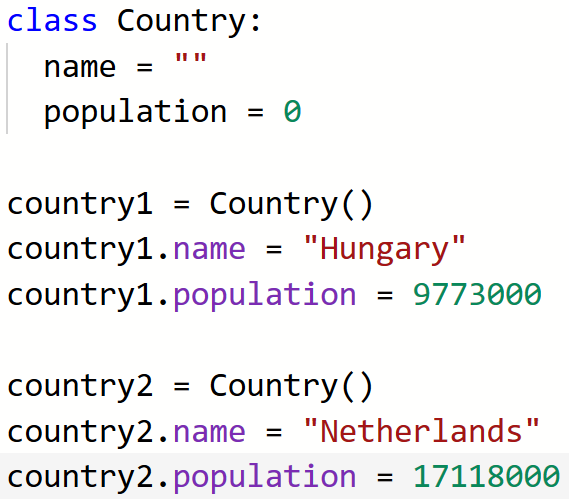 class Country:
  name = ""
  population = 0

country1 = Country()
country1.name = "Hungary"
country1.population = 9773000

country2 = Country()
country2.name = "Netherlands"
country2.population = 17118000